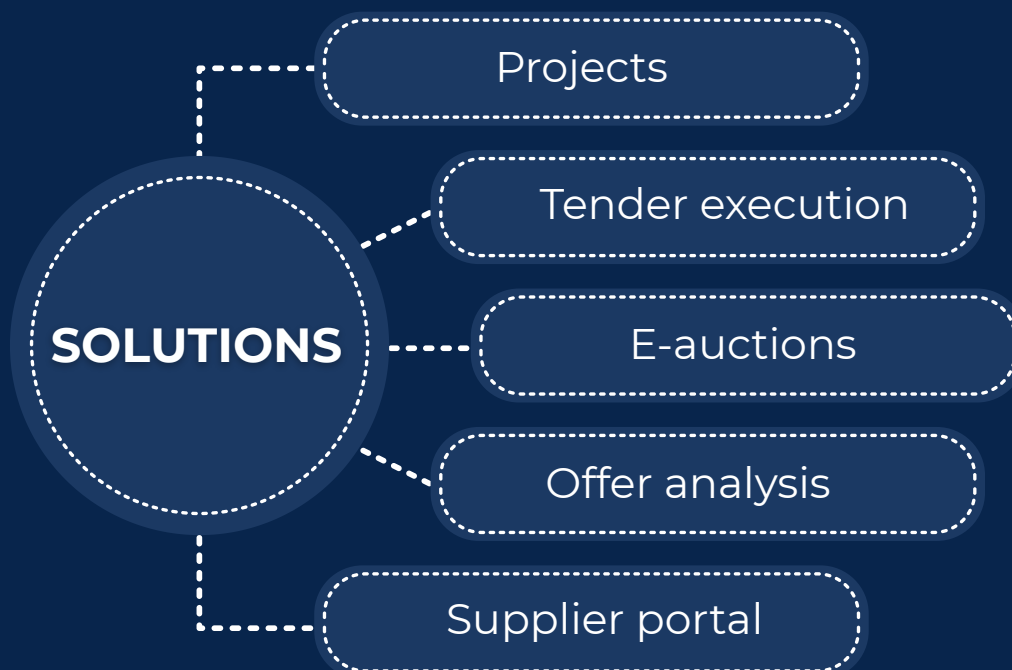 Projects
Tender execution
SOLUTIONS
E-auctions
Offer analysis
Supplier portal